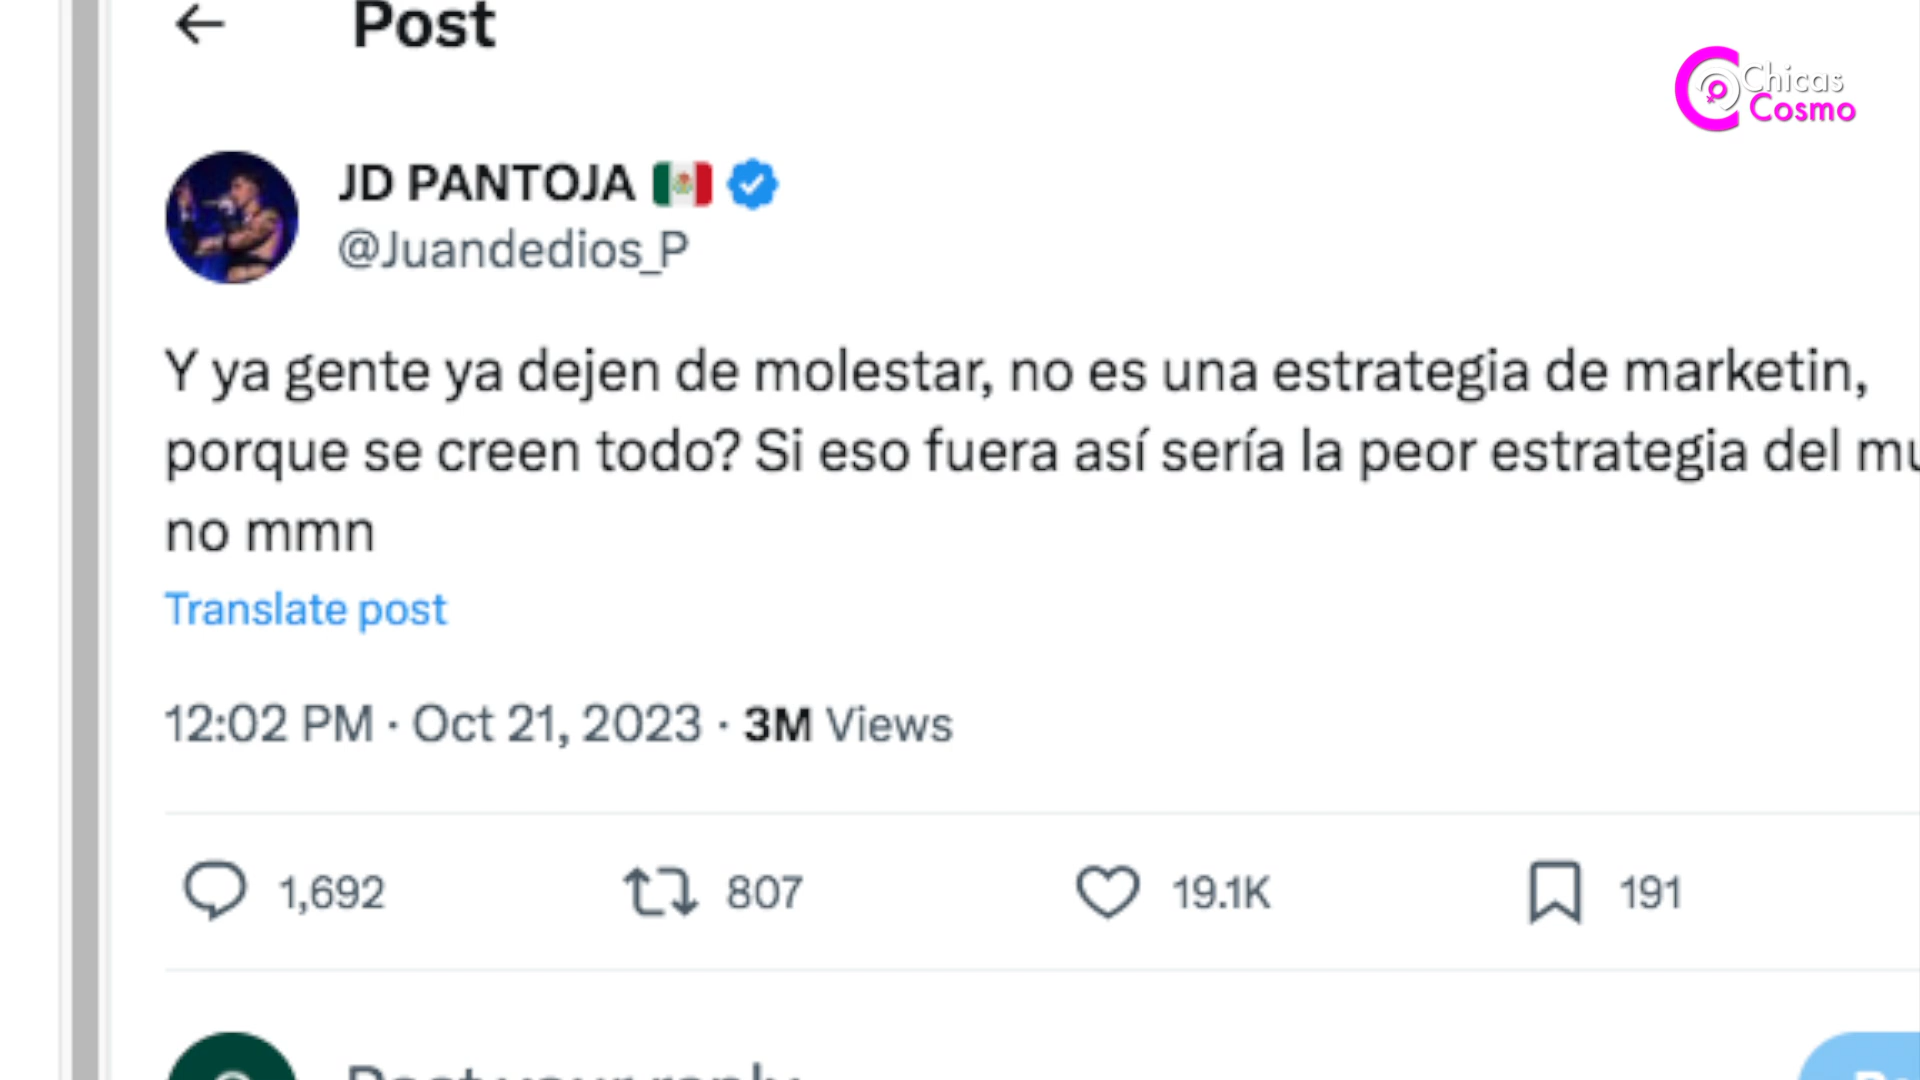 Post
Chicas
Cosmo
JD PANTOJA
@Juandedios_P
Y ya gente ya dejen de molestar, no es una estrategia de marketin,
porque se creen todo? Si eso fuera así sería la peor estrategia del
no mmn
Translate post
12:02 PM · Oct 21, 2023 · 3M Views
1,692 807 19.1K 191
Post your reply